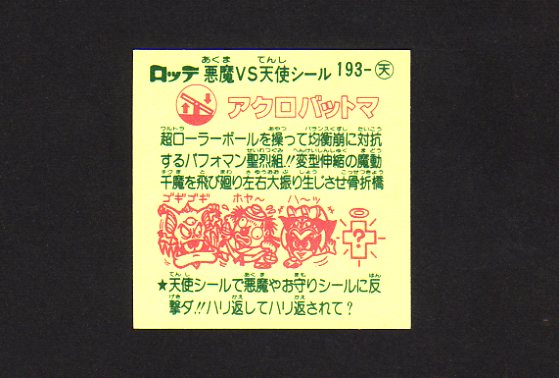 ロッテ 悪魔VS天使シール 193-天
アクロバットマ
超ローラーボールを操って均衡崩に対抗
するパフォマン聖烈組!!変型伸縮の魔動
千魔を飛び廻り左右大振り生じさせ骨折橋
ゴギゴギ ホヤ〜 ハ〜ッ
★天使シールで悪魔やお守りシールに反
撃ダ!!ハリ返してハリ返されて?